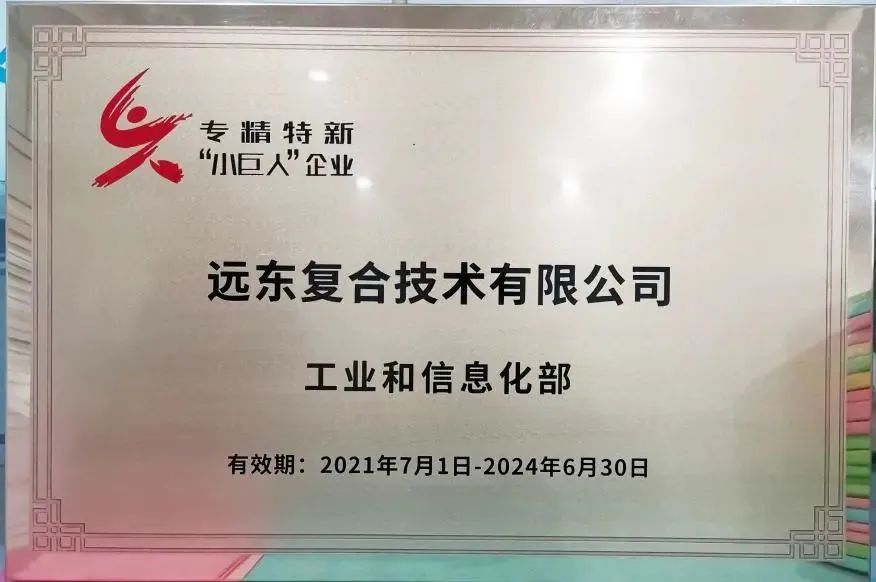 专精特新
“小巨人”企业
远东复合技术有限公司
工业和信息化部
有效期：2021年7月1日-2024年6月30日